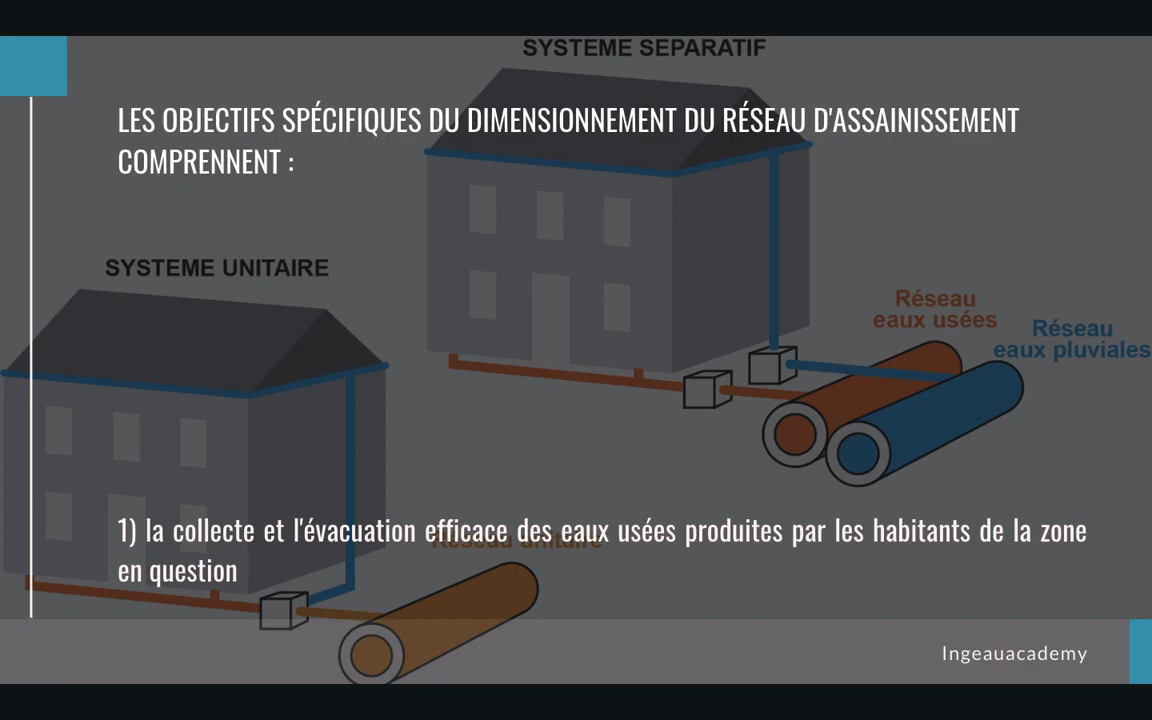 SYSTEME SEPARATIF
LES OBJECTIFS SPÉCIFIQUES DU DIMENSIONNEMENT DU RÉSEAU D'ASSAINISSEMENT
COMPRENNENT :
SYSTEME UNITAIRE
Réseau
eaux usées
Réseau
eaux pluviales
1) la collecte et l'évacuation efficace des eaux usées produites par les habitants de la zone
en question
Réseau unitaire
Ingeauacademy